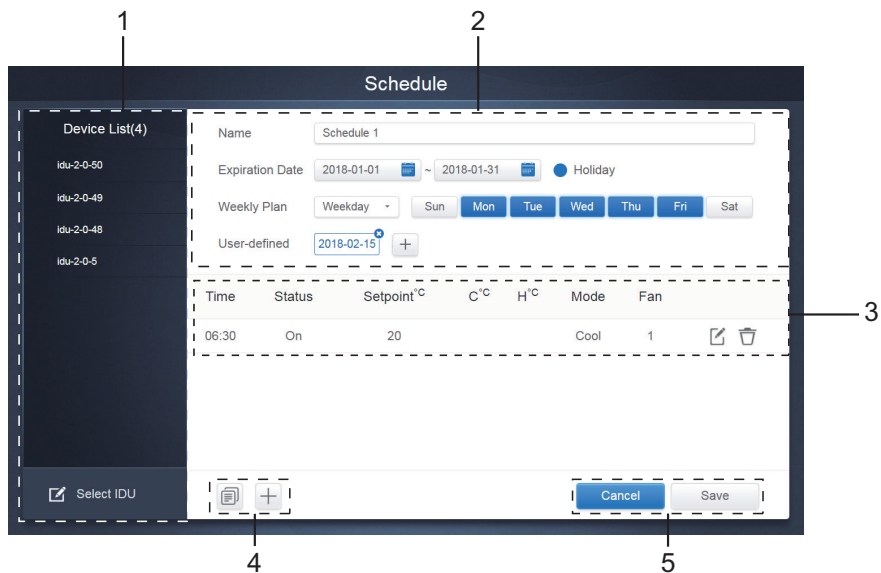 1 2
Schedule
Device List(4)
idu-2-0-50
idu-2-0-49
idu-2-0-48
idu-2-0-5
Select IDU
Name Schedule 1
Expiration Date 2018-01-01 ~ 2018-01-31 Holiday
Weekly Plan Weekday Sun Mon Tue Wed Thu Fri Sat
User-defined 2018-02-15 +
Time Status Setpoint°C C°C H°C Mode Fan
06:30 On 20 Cool 1
3
+ Cancel Save
4 5